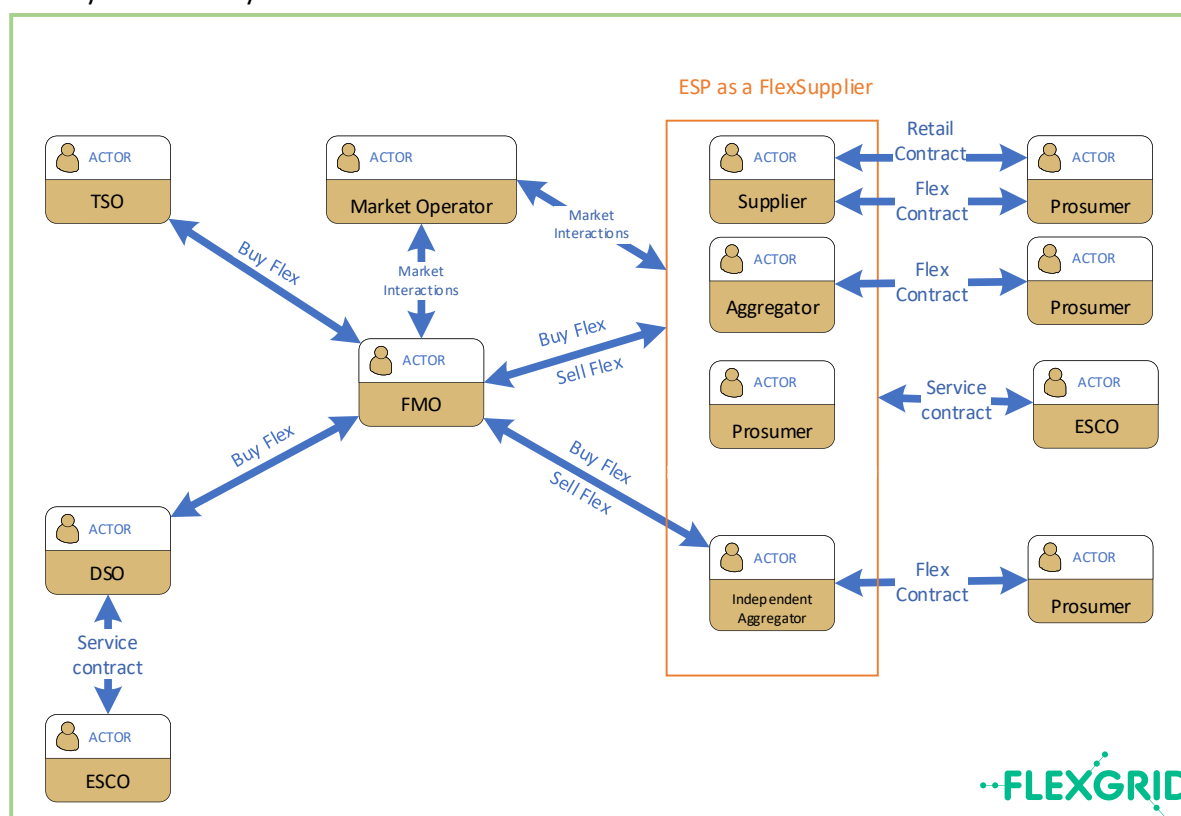 ESP as a FlexSupplier
ACTOR
TSO
ACTOR
Market Operator
ACTOR
Supplier
Retail
Contract
Flex
Contract
ACTOR
Prosumer
Buy Flex
Market
Interactions
Market
Interactions
ACTOR
Aggregator
Flex
Contract
ACTOR
Prosumer
ACTOR
FMO
Buy Flex
Sell Flex
ACTOR
Prosumer
Service
contract
ACTOR
ESCO
Buy Flex
Buy Flex
Sell Flex
ACTOR
DSO
ACTOR
Independent
Aggregator
Flex
Contract
ACTOR
Prosumer
Service
contract
ACTOR
ESCO
FLEXGRID